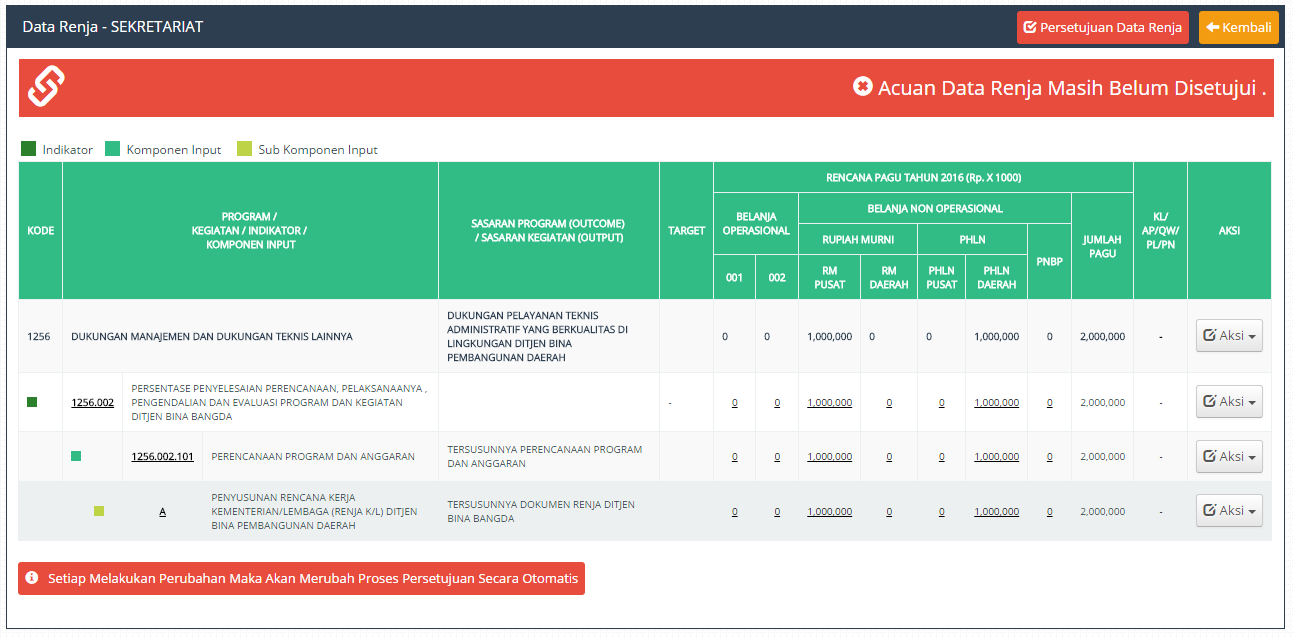 Data Renja - SEKRETARIAT
Persetujuan Data Renja
Kembali
Acuan Data Renja Masih Belum Disetujui .
Indikator
Komponen Input
Sub Komponen Input
KODE
PROGRAM /
KEGIATAN / INDIKATOR /
KOMPONEN INPUT
SASARAN PROGRAM (OUTCOME)
/ SASARAN KEGIATAN (OUTPUT)
TARGET
RENCANA PAGU TAHUN 2016 (Rp. X 1000)
BELANJA
OPERASIONAL
BELANJA NON OPERASIONAL
RUPIAH MURNI
PHLN
PNBP
001
002
RM
PUSAT
RM
DAERAH
PHLN
PUSAT
PHLN
DAERAH
JUMLAH
PAGU
KL/
AP/QW/
PL/PN
AKSI
1256
DUKUNGAN MANAJEMEN DAN DUKUNGAN TEKNIS LAINNYA
DUKUNGAN PELAYANAN TEKNIS
ADMINISTRATIF YANG BERKUALITAS DI
LINGKUNGAN DITJEN BINA
PEMBANGUNAN DAERAH
0
0
1,000,000
0
0
1,000,000
0
2,000,000
-
Aksi
1256.002
PERSENTASE PENYELESAIAN PERENCANAAN, PELAKSANAANYA ,
PENGENDALIAN DAN EVALUASI PROGRAM DAN KEGIATAN
DITJEN BINA BANGDA
-
0
0
1,000,000
0
0
1,000,000
0
2,000,000
-
Aksi
1256.002.101
PERENCANAAN PROGRAM DAN ANGGARAN
TERSUSUNNYA PERENCANAAN PROGRAM
DAN ANGGARAN
0
0
1,000,000
0
0
1,000,000
0
2,000,000
-
Aksi
A
PENYUSUNAN RENCANA KERJA
KEMENTERIAN/LEMBAGA (RENJA K/L) DITJEN
BINA PEMBANGUNAN DAERAH
TERSUSUNNYA DOKUMEN RENJA DITJEN
BINA BANGDA
0
0
1,000,000
0
0
1,000,000
0
2,000,000
-
Aksi
Setiap Melakukan Perubahan Maka Akan Merubah Proses Persetujuan Secara Otomatis